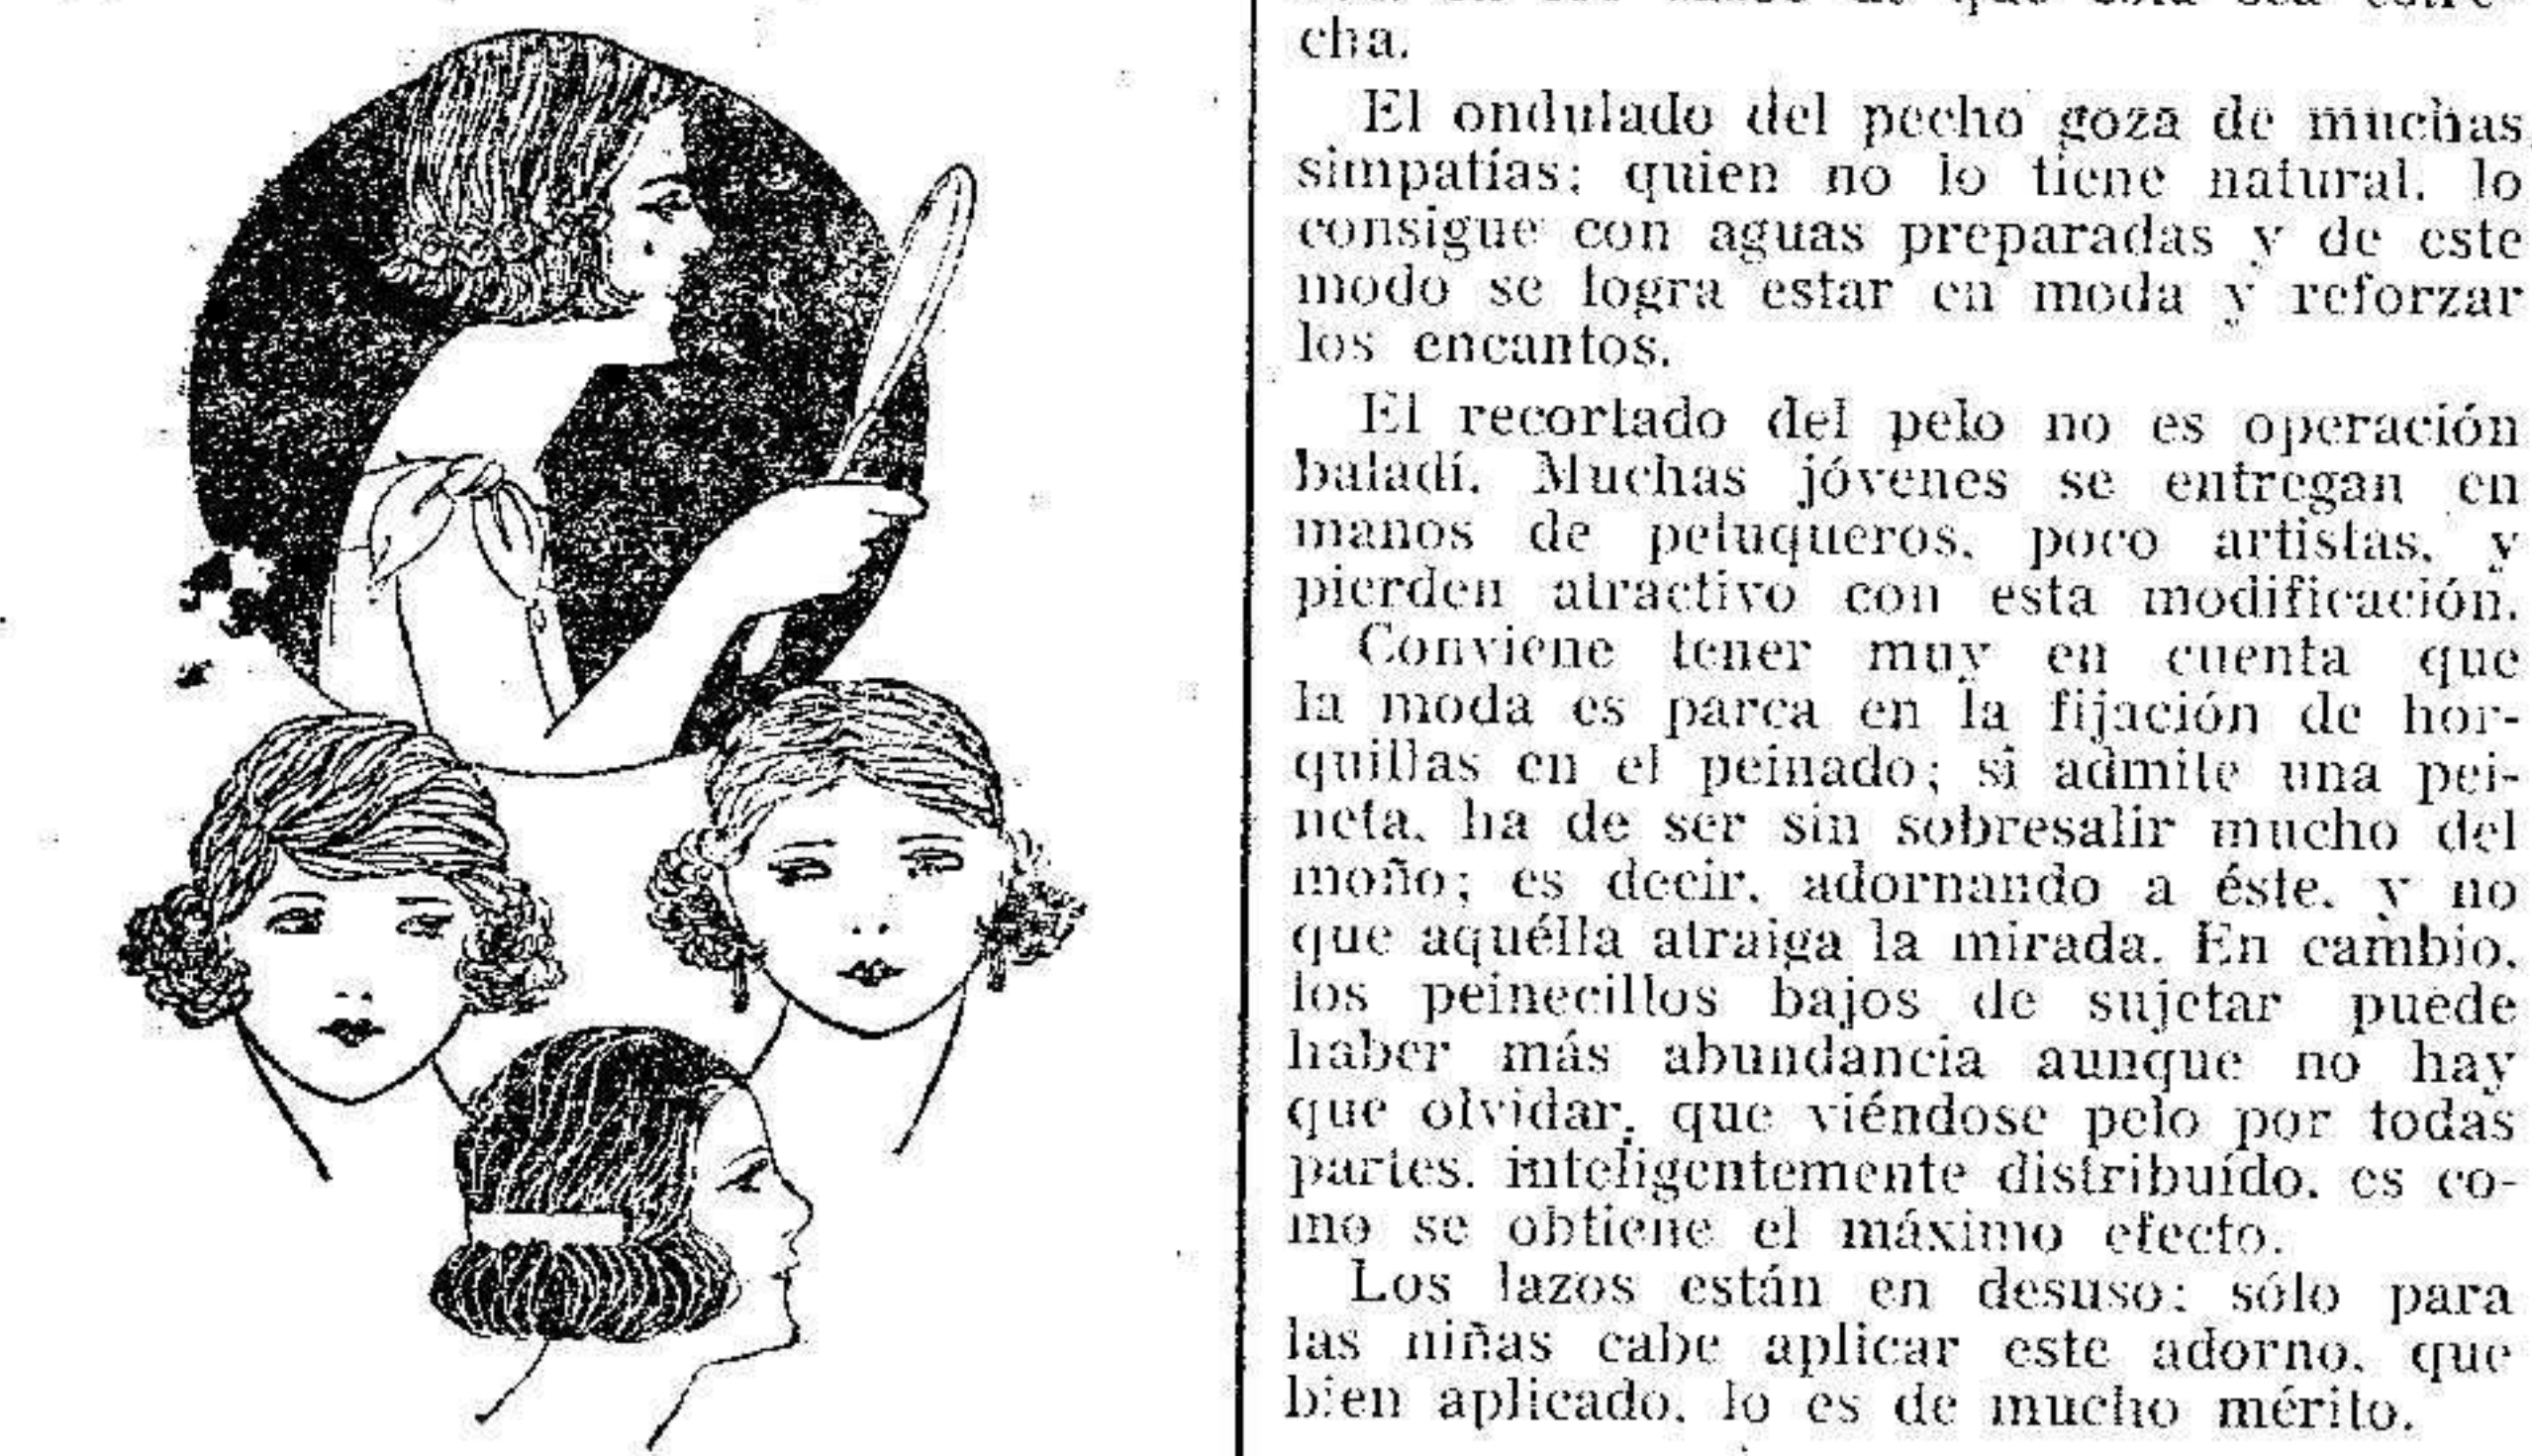 cha.
El ondulado del pecho goza de muchas
simpatías; quien no lo tiene natural, lo
consigue con aguas preparadas y de este
modo se logra estar en moda y reforzar
los encantos.
El recortado del pelo no es operación
baladí. Muchas jóvenes se entregan en
manos de peluqueros, poco artistas, y
pierden atractivo con esta modificación.
Conviene tener muy en cuenta que
la moda es parca en la fijación de hor-
quillas en el peinado; si admite una pei-
neta, ha de ser sin sobresalir mucho del
moño; es decir, adornando a éste, y no
que aquélla atraiga la mirada. En cambio,
los peinecillos bajos de sujetar puede
haber más abundancia aunque no hay
que olvidar, que viéndose pelo por todas
partes, inteligentemente distribuído, es co-
mo se obtiene el máximo efecto.
Los lazos están en desuso; sólo para
las niñas cabe aplicar este adorno, que
bien aplicado, lo es de mucho mérito.